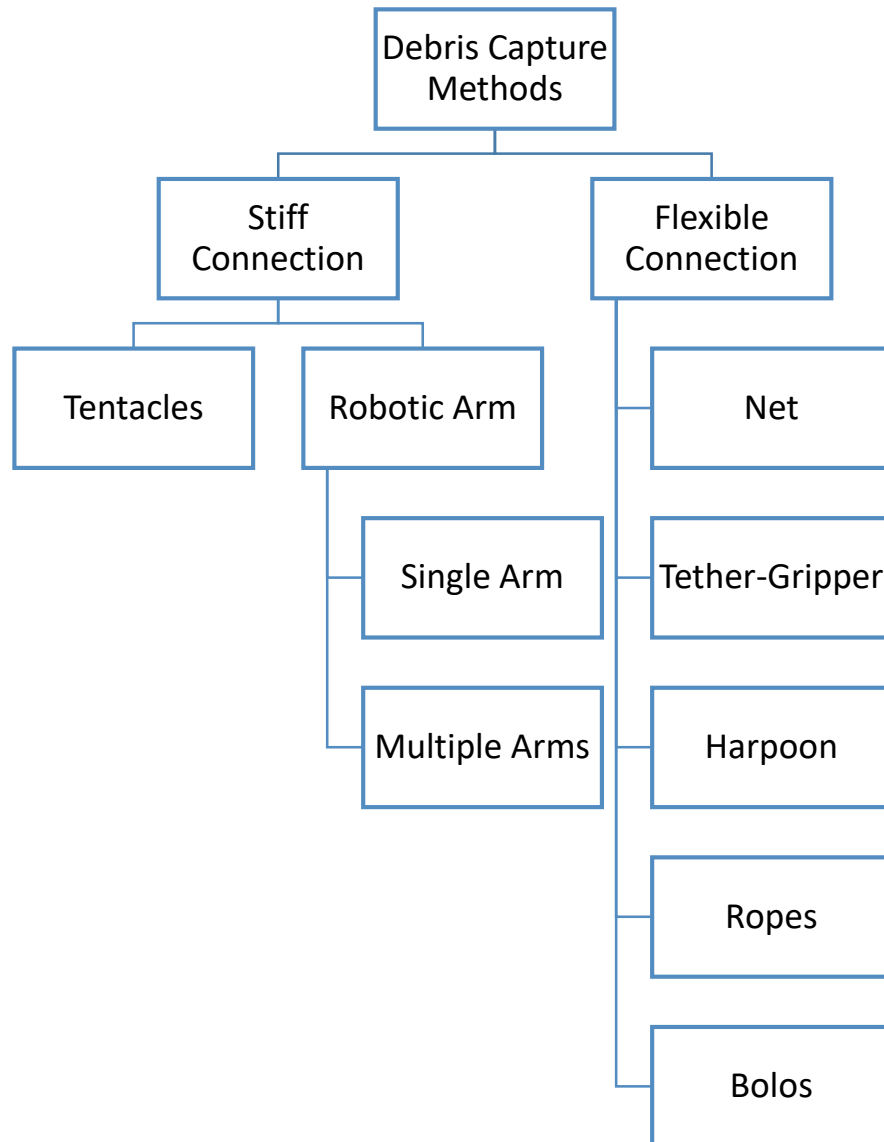 Debris Capture
Methods
Stiff
Connection
Flexible
Connection
Tentacles
Robotic Arm
Net
Single Arm
Tether-Gripper
Multiple Arms
Harpoon
Ropes
Bolos